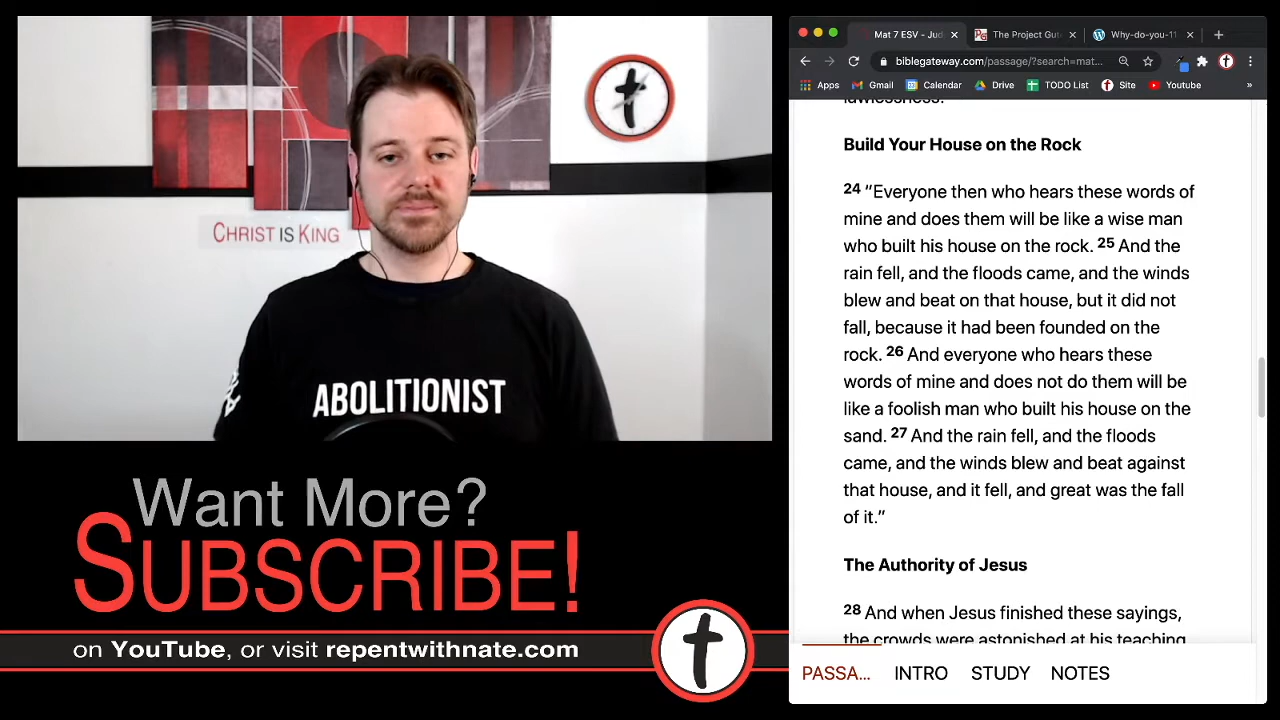 CHRIST IS KING
ABOLITIONIST
Want More?
SUBSCRIBE!
on YouTube, or visit repentwithnate.com
Mat 7 ESV - Jud
The Project Gut
Why-do-you-11
biblegateway.com/passage/?search=mat...
Apps
Gmail
Calendar
Drive
TODO List
Site
Youtube
»
lawlessness.'
Build Your House on the Rock
24 "Everyone then who hears these words of
mine and does them will be like a wise man
who built his house on the rock. 25 And the
rain fell, and the floods came, and the winds
blew and beat on that house, but it did not
fall, because it had been founded on the
rock. 26 And everyone who hears these
words of mine and does not do them will be
like a foolish man who built his house on the
sand. 27 And the rain fell, and the floods
came, and the winds blew and beat against
that house, and it fell, and great was the fall
of it."
The Authority of Jesus
28 And when Jesus finished these sayings,
the crowds were astonished at his teaching
PASSA...
INTRO
STUDY
NOTES